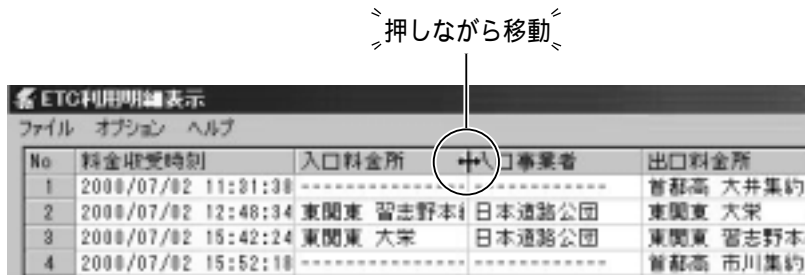 押しながら移動
ETC利用明細表示
ファイル オプション ヘルプ
No 料金収受時刻 入口料金所 入口事業者 出口料金所
1 2000/07/02 11:31:38 --------------- ------------ 首都高 大井集約
2 2000/07/02 12:48:34 東関東 習志野本 日本道路公団 東関東 大栄
3 2000/07/02 15:42:24 東関東 大栄 日本道路公団 東関東 習志野本
4 2000/07/02 15:52:18 --------------- ------------ 首都高 市川集約